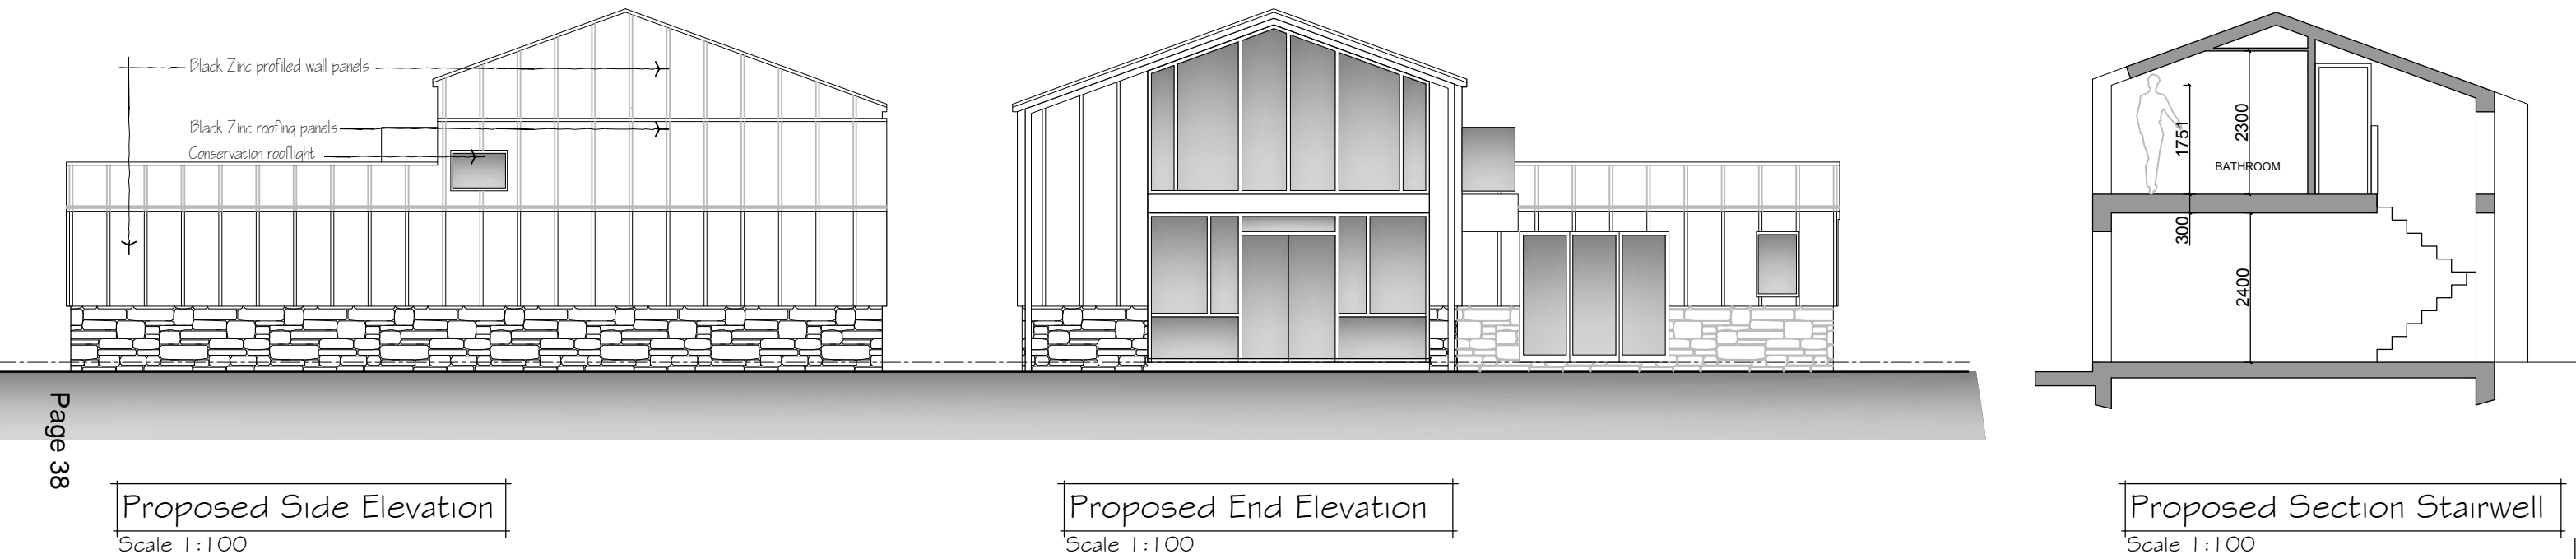 Black Zinc profiled wall panels
Black Zinc roofing panels
Conservation rooflight
Page 38
Proposed Side Elevation
Scale 1:100
Proposed End Elevation
Scale 1:100
1751
2300
BATHROOM
300
2400
Proposed Section Stairwell
Scale 1:100